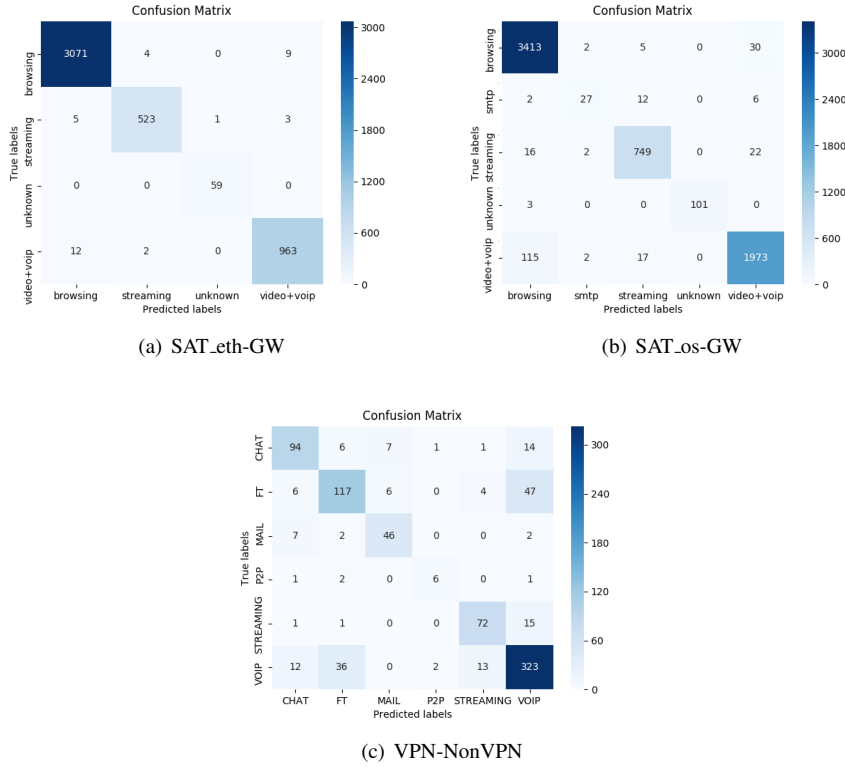 Confusion Matrix
browsing 3071 4 0 9
streaming 5 523 1 3
unknown 0 0 59 0
video+voip 12 2 0 963
True labels
browsing streaming unknown video+voip
Predicted labels
3000
2400
1800
1200
600
0
(a) SAT_eth-GW
Confusion Matrix
browsing 3413 2 5 0 30
smtp 2 27 12 0 6
streaming 16 2 749 0 22
unknown 3 0 0 101 0
video+voip 115 2 17 0 1973
True labels
browsing smtp streaming unknown video+voip
Predicted labels
3000
2400
1800
1200
600
0
(b) SAT_os-GW
Confusion Matrix
CHAT 94 6 7 1 1 14
FT 6 117 6 0 4 47
MAIL 7 2 46 0 0 2
P2P 1 2 0 6 0 1
STREAMING 1 1 0 0 72 15
VOIP 12 36 0 2 13 323
True labels
CHAT FT MAIL P2P STREAMING VOIP
Predicted labels
300
240
180
120
60
0
(c) VPN-NonVPN